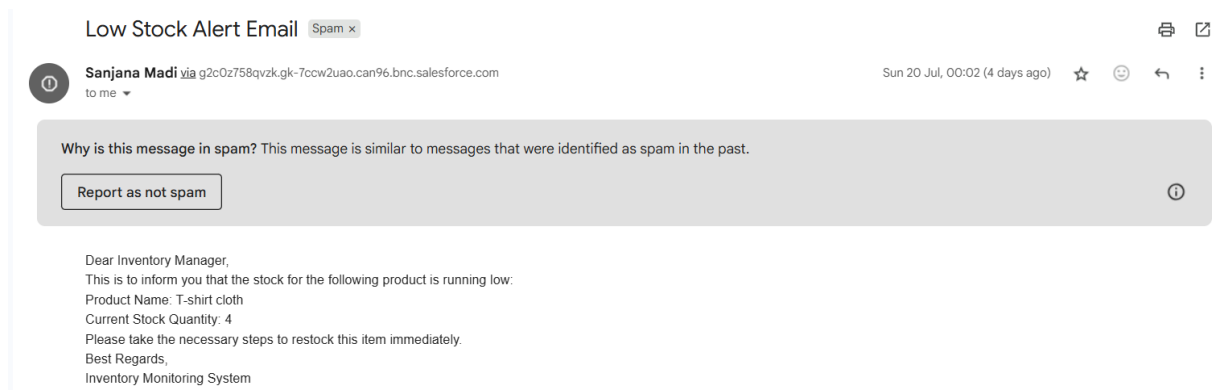 Low Stock Alert Email Spam ×
Sanjana Madi via g2c0z758qvzk.gk-7ccw2uao.can96.bnc.salesforce.com Sun 20 Jul, 00:02 (4 days ago)
to me
Why is this message in spam? This message is similar to messages that were identified as spam in the past.
Report as not spam
Dear Inventory Manager,
This is to inform you that the stock for the following product is running low:
Product Name: T-shirt cloth
Current Stock Quantity: 4
Please take the necessary steps to restock this item immediately.
Best Regards,
Inventory Monitoring System